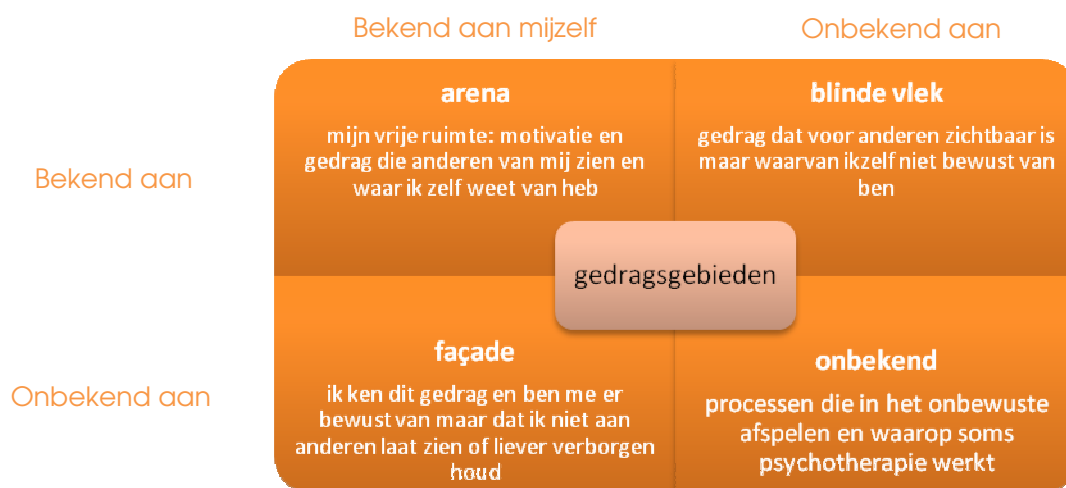 Bekend aan mijzelf
Onbekend aan
Bekend aan
arena
mijn vrije ruimte: motivatie en
gedrag die anderen van mij zien en
waar ik zelf weet van heb
blinde vlek
gedrag dat voor anderen zichtbaar is
maar waarvan ikzelf niet bewust van
ben
gedragsgebieden
Onbekend aan
façade
ik ken dit gedrag en ben me er
bewust van maar dat ik niet aan
anderen laat zien of liever verborgen
houd
onbekend
processen die in het onbewuste
afspelen en waarop soms
psychotherapie werkt